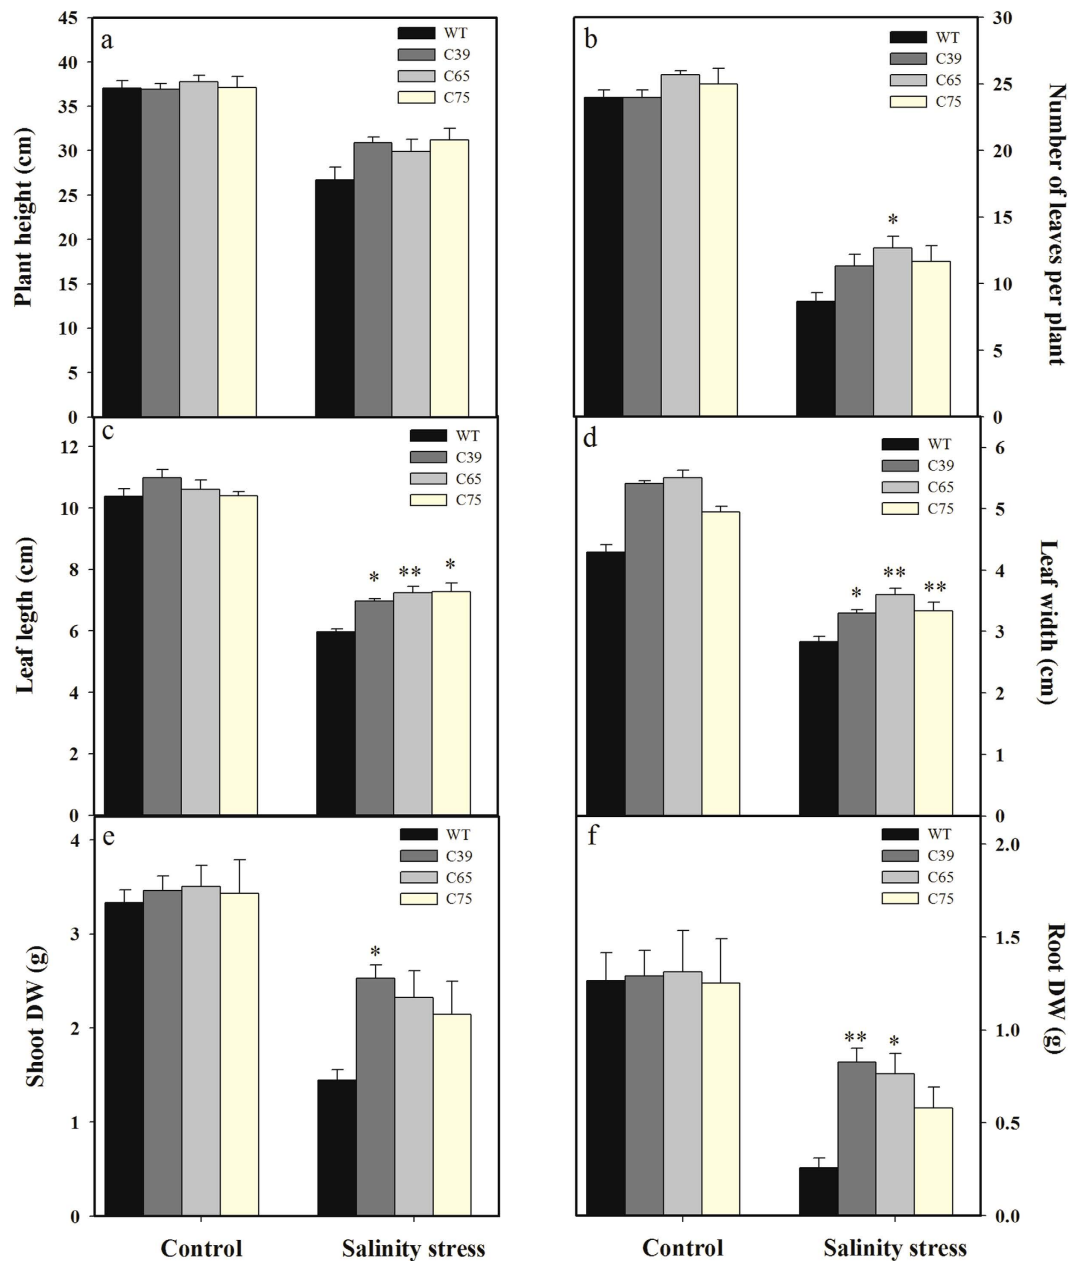 a
WT
C39
C65
C75
45
40
35
30
25
20
15
10
5
0
Plant height (cm)
b
WT
C39
C65
C75
*
30
25
20
15
10
5
0
Number of leaves per plant
c
WT
C39
C65
C75
* ** *
12
10
8
6
4
2
0
Leaf legth (cm)
d
WT
C39
C65
C75
* ** **
6
5
4
3
2
1
0
Leaf width (cm)
e
WT
C39
C65
C75
*
4
3
2
1
0
Shoot DW (g)
Control Salinity stress
f
WT
C39
C65
C75
** *
2.0
1.5
1.0
0.5
0.0
Root DW (g)
Control Salinity stress